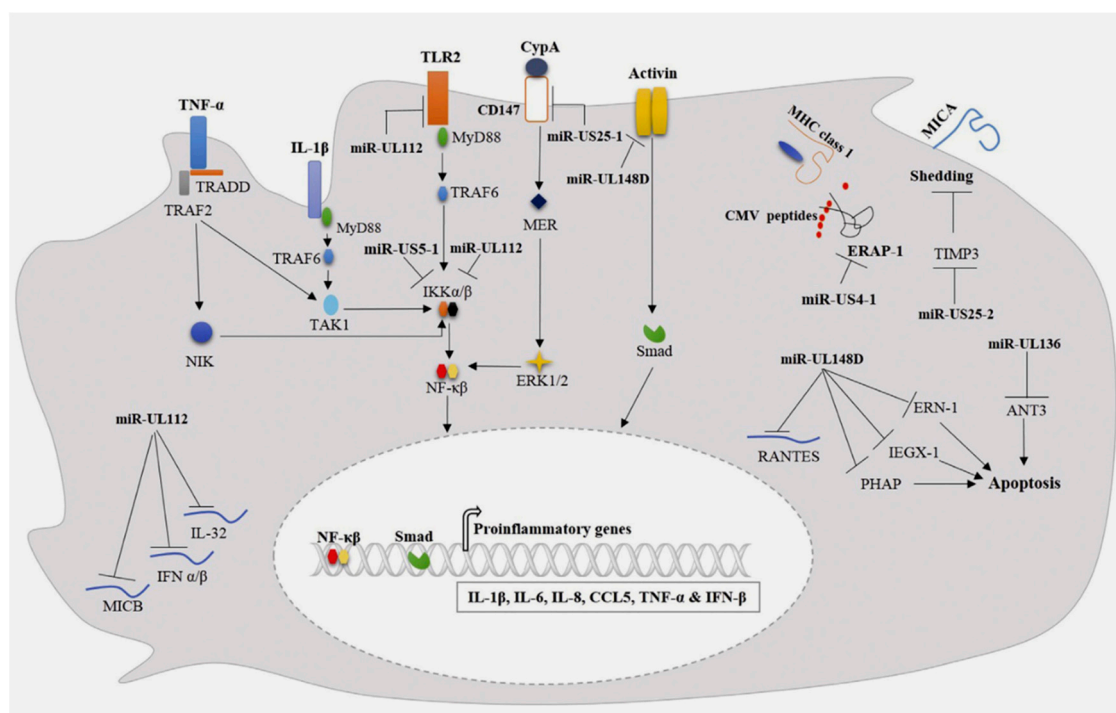 CypA
TLR2
Activin
TNF-α
CD147
MHC class 1
MICA
MyD88
miR-US25-1
IL-1β
miR-UL112
miR-UL148D
TRADD
TRAF6
Shedding
TRAF2
MyD88
MER
CMV peptides
miR-US5-1
miR-UL112
ERAP-1
TIMP3
TRAF6
IKKα/β
miR-US4-1
miR-US25-2
TAK1
NIK
Smad
miR-UL136
NF-κβ
ERK1/2
miR-UL148D
miR-UL112
ERN-1
ANT3
RANTES
IEGX-1
PHAP
Apoptosis
IL-32
NF-κβ
Smad
Proinflammatory genes
IFN α/β
MICB
IL-1β, IL-6, IL-8, CCL5, TNF-α & IFN-β